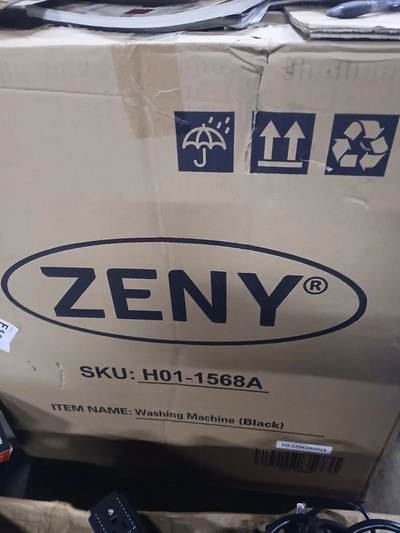 ZENY®
SKU: H01-1568A
ITEM NAME: Washing Machine (Black)